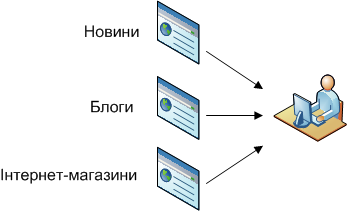 Новини
Блоги
Інтернет-магазини